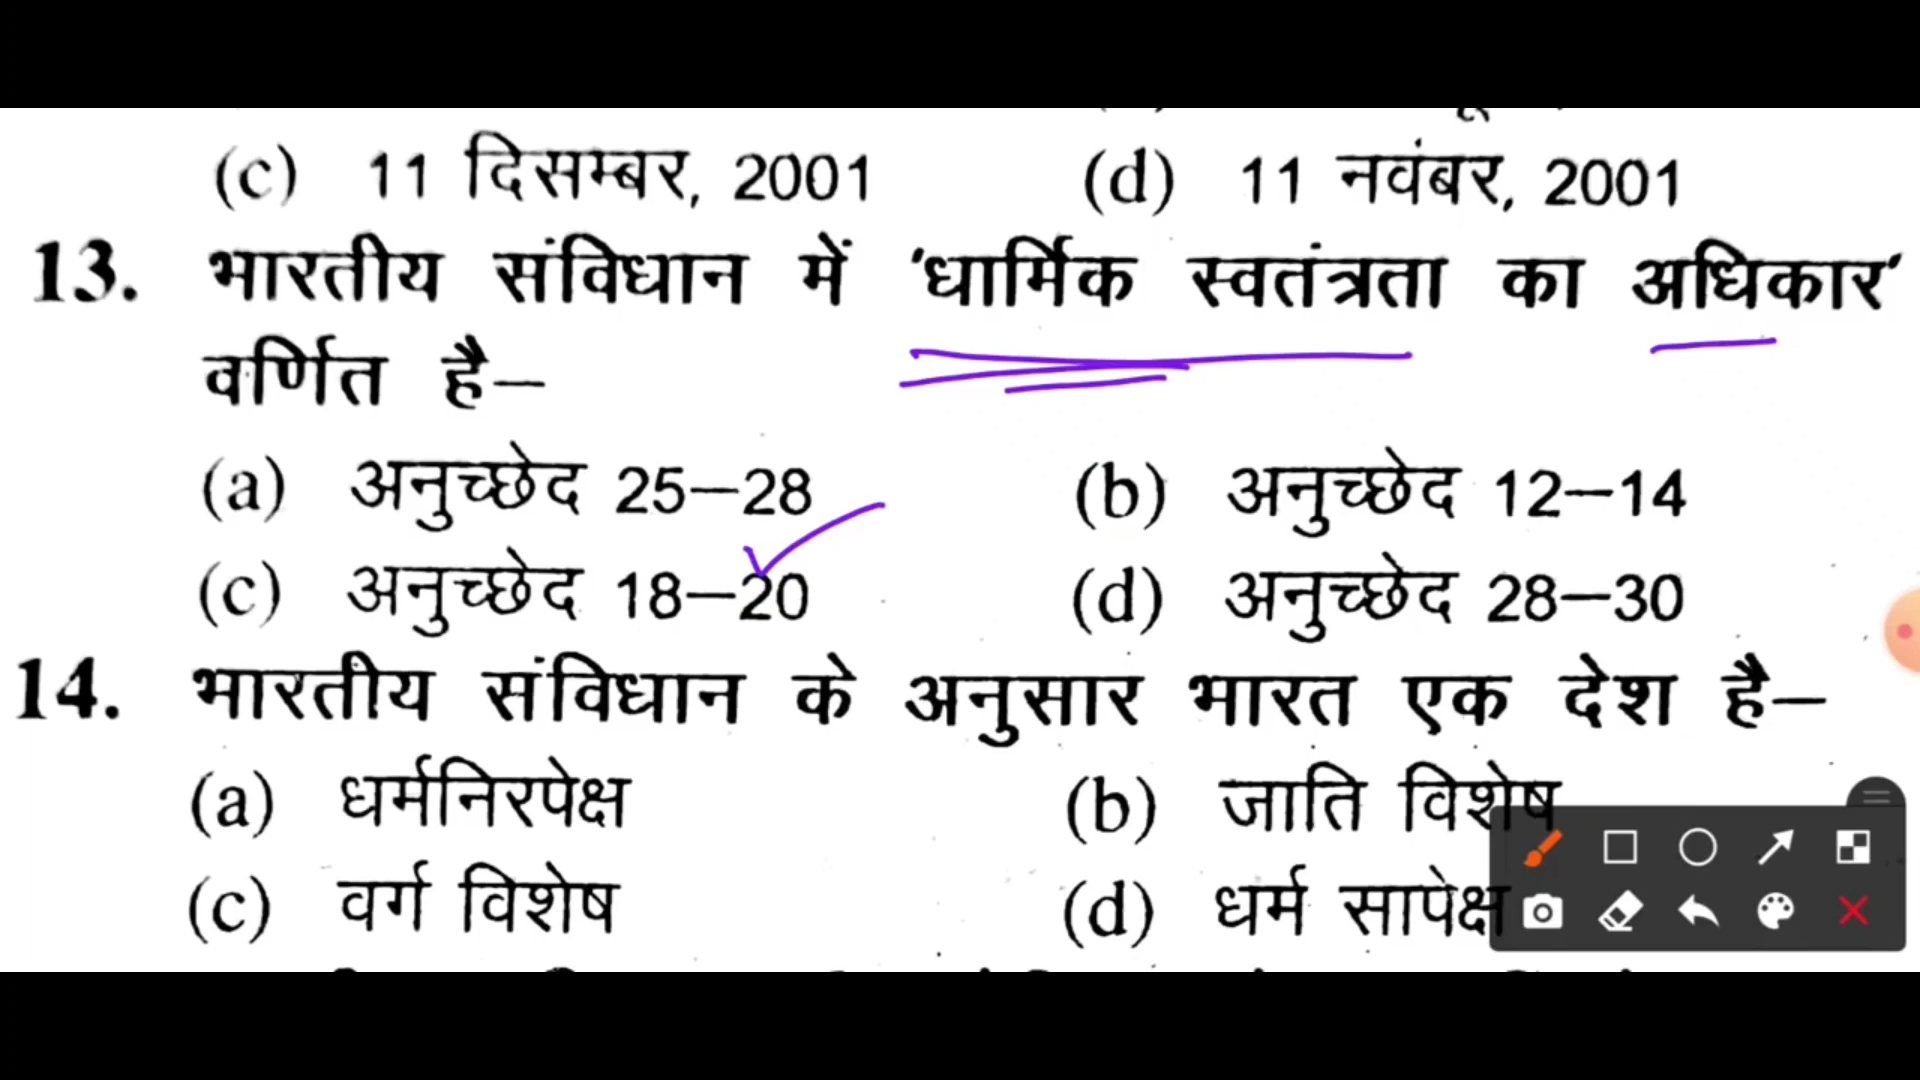 (c) 11 दिसम्बर, 2001 (d) 11 नवंबर, 2001
13. भारतीय संविधान में 'धार्मिक स्वतंत्रता का अधिकार'
वर्णित है—
(a) अनुच्छेद 25—28 (b) अनुच्छेद 12—14
(c) अनुच्छेद 18—20 (d) अनुच्छेद 28—30
14. भारतीय संविधान के अनुसार भारत एक देश है—
(a) धर्मनिरपेक्ष (b) जाति विशेष
(c) वर्ग विशेष (d) धर्म सापेक्ष